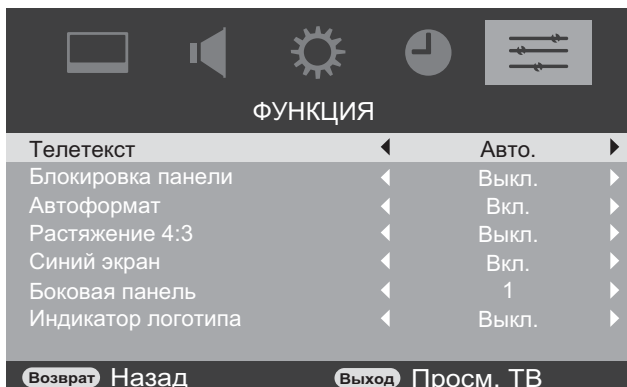 ФУНКЦИЯ
Телетекст Авто.
Блокировка панели Выкл.
Автоформат Вкл.
Растяжение 4:3 Выкл.
Синий экран Вкл.
Боковая панель 1
Индикатор логотипа Выкл.
Возврат Назад Выход Просм. ТВ